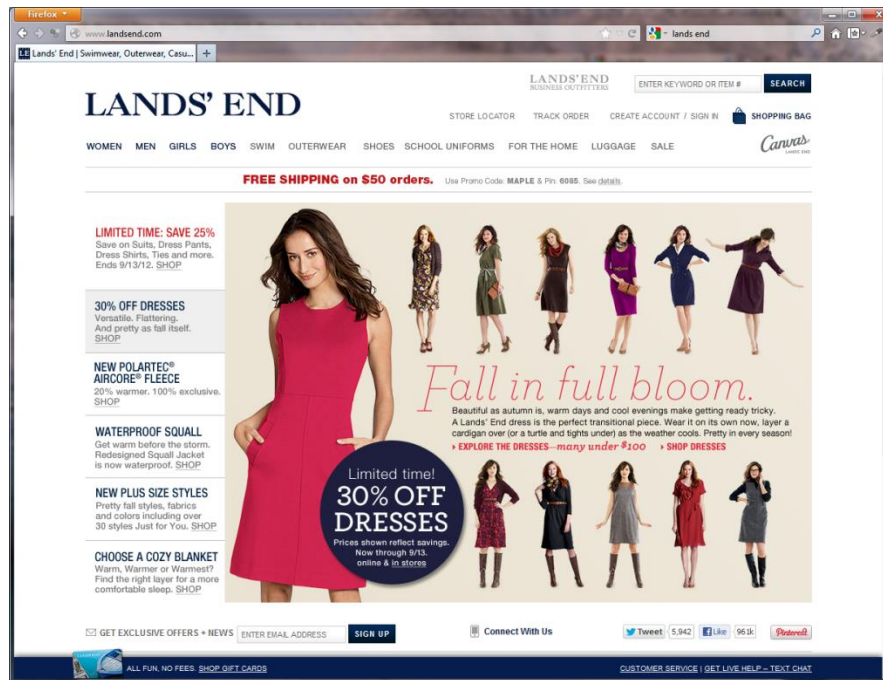 Firefox
www.landsend.com
lands end
LE Lands' End | Swimwear, Outerwear, Casu...
LANDS' END
BUSINESS OUTFITTERS
ENTER KEYWORD OR ITEM #
SEARCH
LANDS' END
STORE LOCATOR
TRACK ORDER
CREATE ACCOUNT / SIGN IN
SHOPPING BAG
WOMEN MEN GIRLS BOYS SWIM OUTERWEAR SHOES SCHOOL UNIFORMS FOR THE HOME LUGGAGE SALE
Canvas
LANDS' END
FREE SHIPPING on $50 orders. Use Promo Code: MAPLE & Pin: 6085. See details.
LIMITED TIME: SAVE 25%
Save on Suits, Dress Pants,
Dress Shirts, Ties and more.
Ends 9/13/12. SHOP
30% OFF DRESSES
Versatile. Flattering.
And pretty as fall itself.
SHOP
NEW POLARTEC®
AIRCORE® FLEECE
20% warmer. 100% exclusive.
SHOP
WATERPROOF SQUALL
Get warm before the storm.
Redesigned Squall Jacket
is now waterproof. SHOP
NEW PLUS SIZE STYLES
Pretty fall styles, fabrics
and colors including over
30 styles Just for You. SHOP
CHOOSE A COZY BLANKET
Warm, Warmer or Warmest?
Find the right layer for a more
comfortable sleep. SHOP
Fall in full bloom.
Beautiful as autumn is, warm days and cool evenings make getting ready tricky.
A Lands' End dress is the perfect transitional piece. Wear it on its own now, layer a
cardigan over (or a turtle and tights under) as the weather cools. Pretty in every season!
EXPLORE THE DRESSES—many under $100 SHOP DRESSES
Limited time!
30% OFF
DRESSES
Prices shown reflect savings.
Now through 9/13.
online & in stores
GET EXCLUSIVE OFFERS + NEWS
ENTER EMAIL ADDRESS
SIGN UP
Connect With Us
Tweet 5,942
Like 961k
Pinterest
ALL FUN, NO FEES. SHOP GIFT CARDS
CUSTOMER SERVICE | GET LIVE HELP – TEXT CHAT